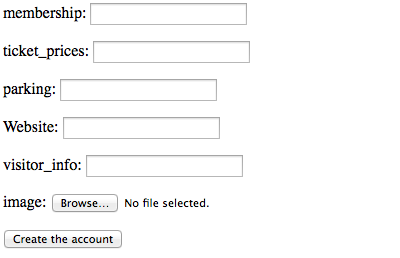 membership:
ticket_prices:
parking:
Website:
visitor_info:
image: Browse... No file selected.
Create the account